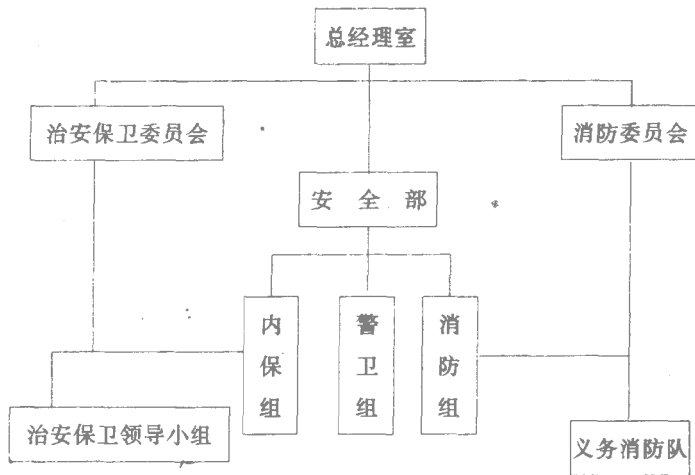 总经理室
治安保卫委员会
消防委员会
安全部
内保组
警卫组
消防组
治安保卫领导小组
义务消防队